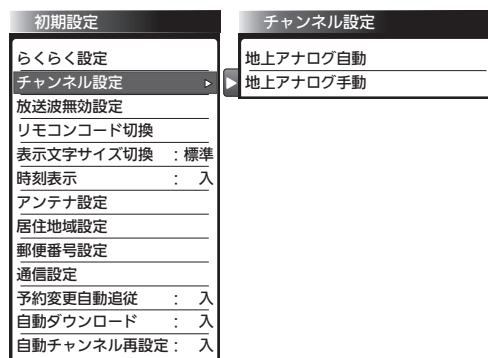 初期設定
らくらく設定
チャンネル設定
放送波無効設定
リモコンコード切換
表示文字サイズ切換 : 標準
時刻表示 : 入
アンテナ設定
居住地域設定
郵便番号設定
通信設定
予約変更自動追従 : 入
自動ダウンロード : 入
自動チャンネル再設定 : 入
チャンネル設定
地上アナログ自動
地上アナログ手動